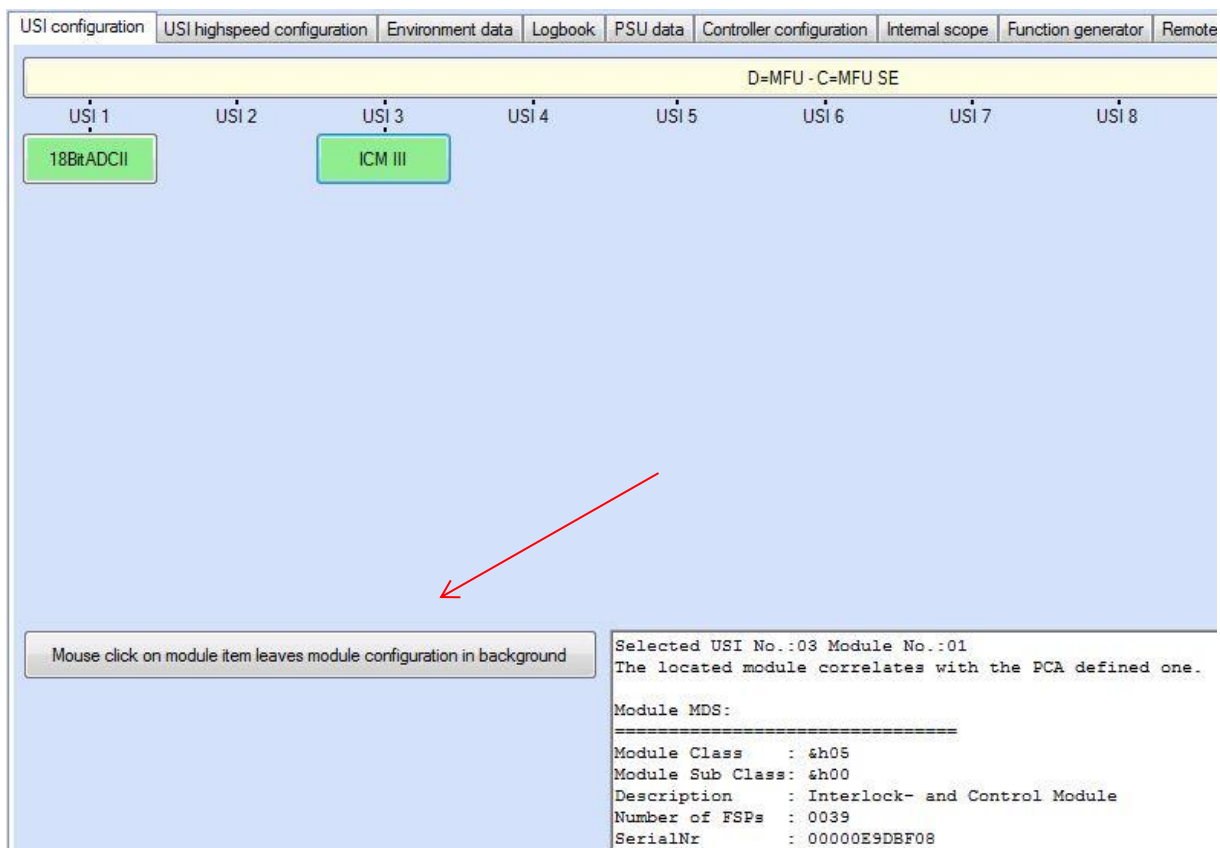 USI configuration USI highspeed configuration Environment data Logbook PSU data Controller configuration Internal scope Function generator Remote
D=MFU - C=MFU SE
USI 1 USI 2 USI 3 USI 4 USI 5 USI 6 USI 7 USI 8
18BitADCII ICM III
Mouse click on module item leaves module configuration in background
Selected USI No.:03 Module No.:01
The located module correlates with the PCA defined one.
Module MDS:
================================
Module Class : &h05
Module Sub Class: &h00
Description : Interlock- and Control Module
Number of FSPs : 0039
SerialNr : 00000E9DBF08